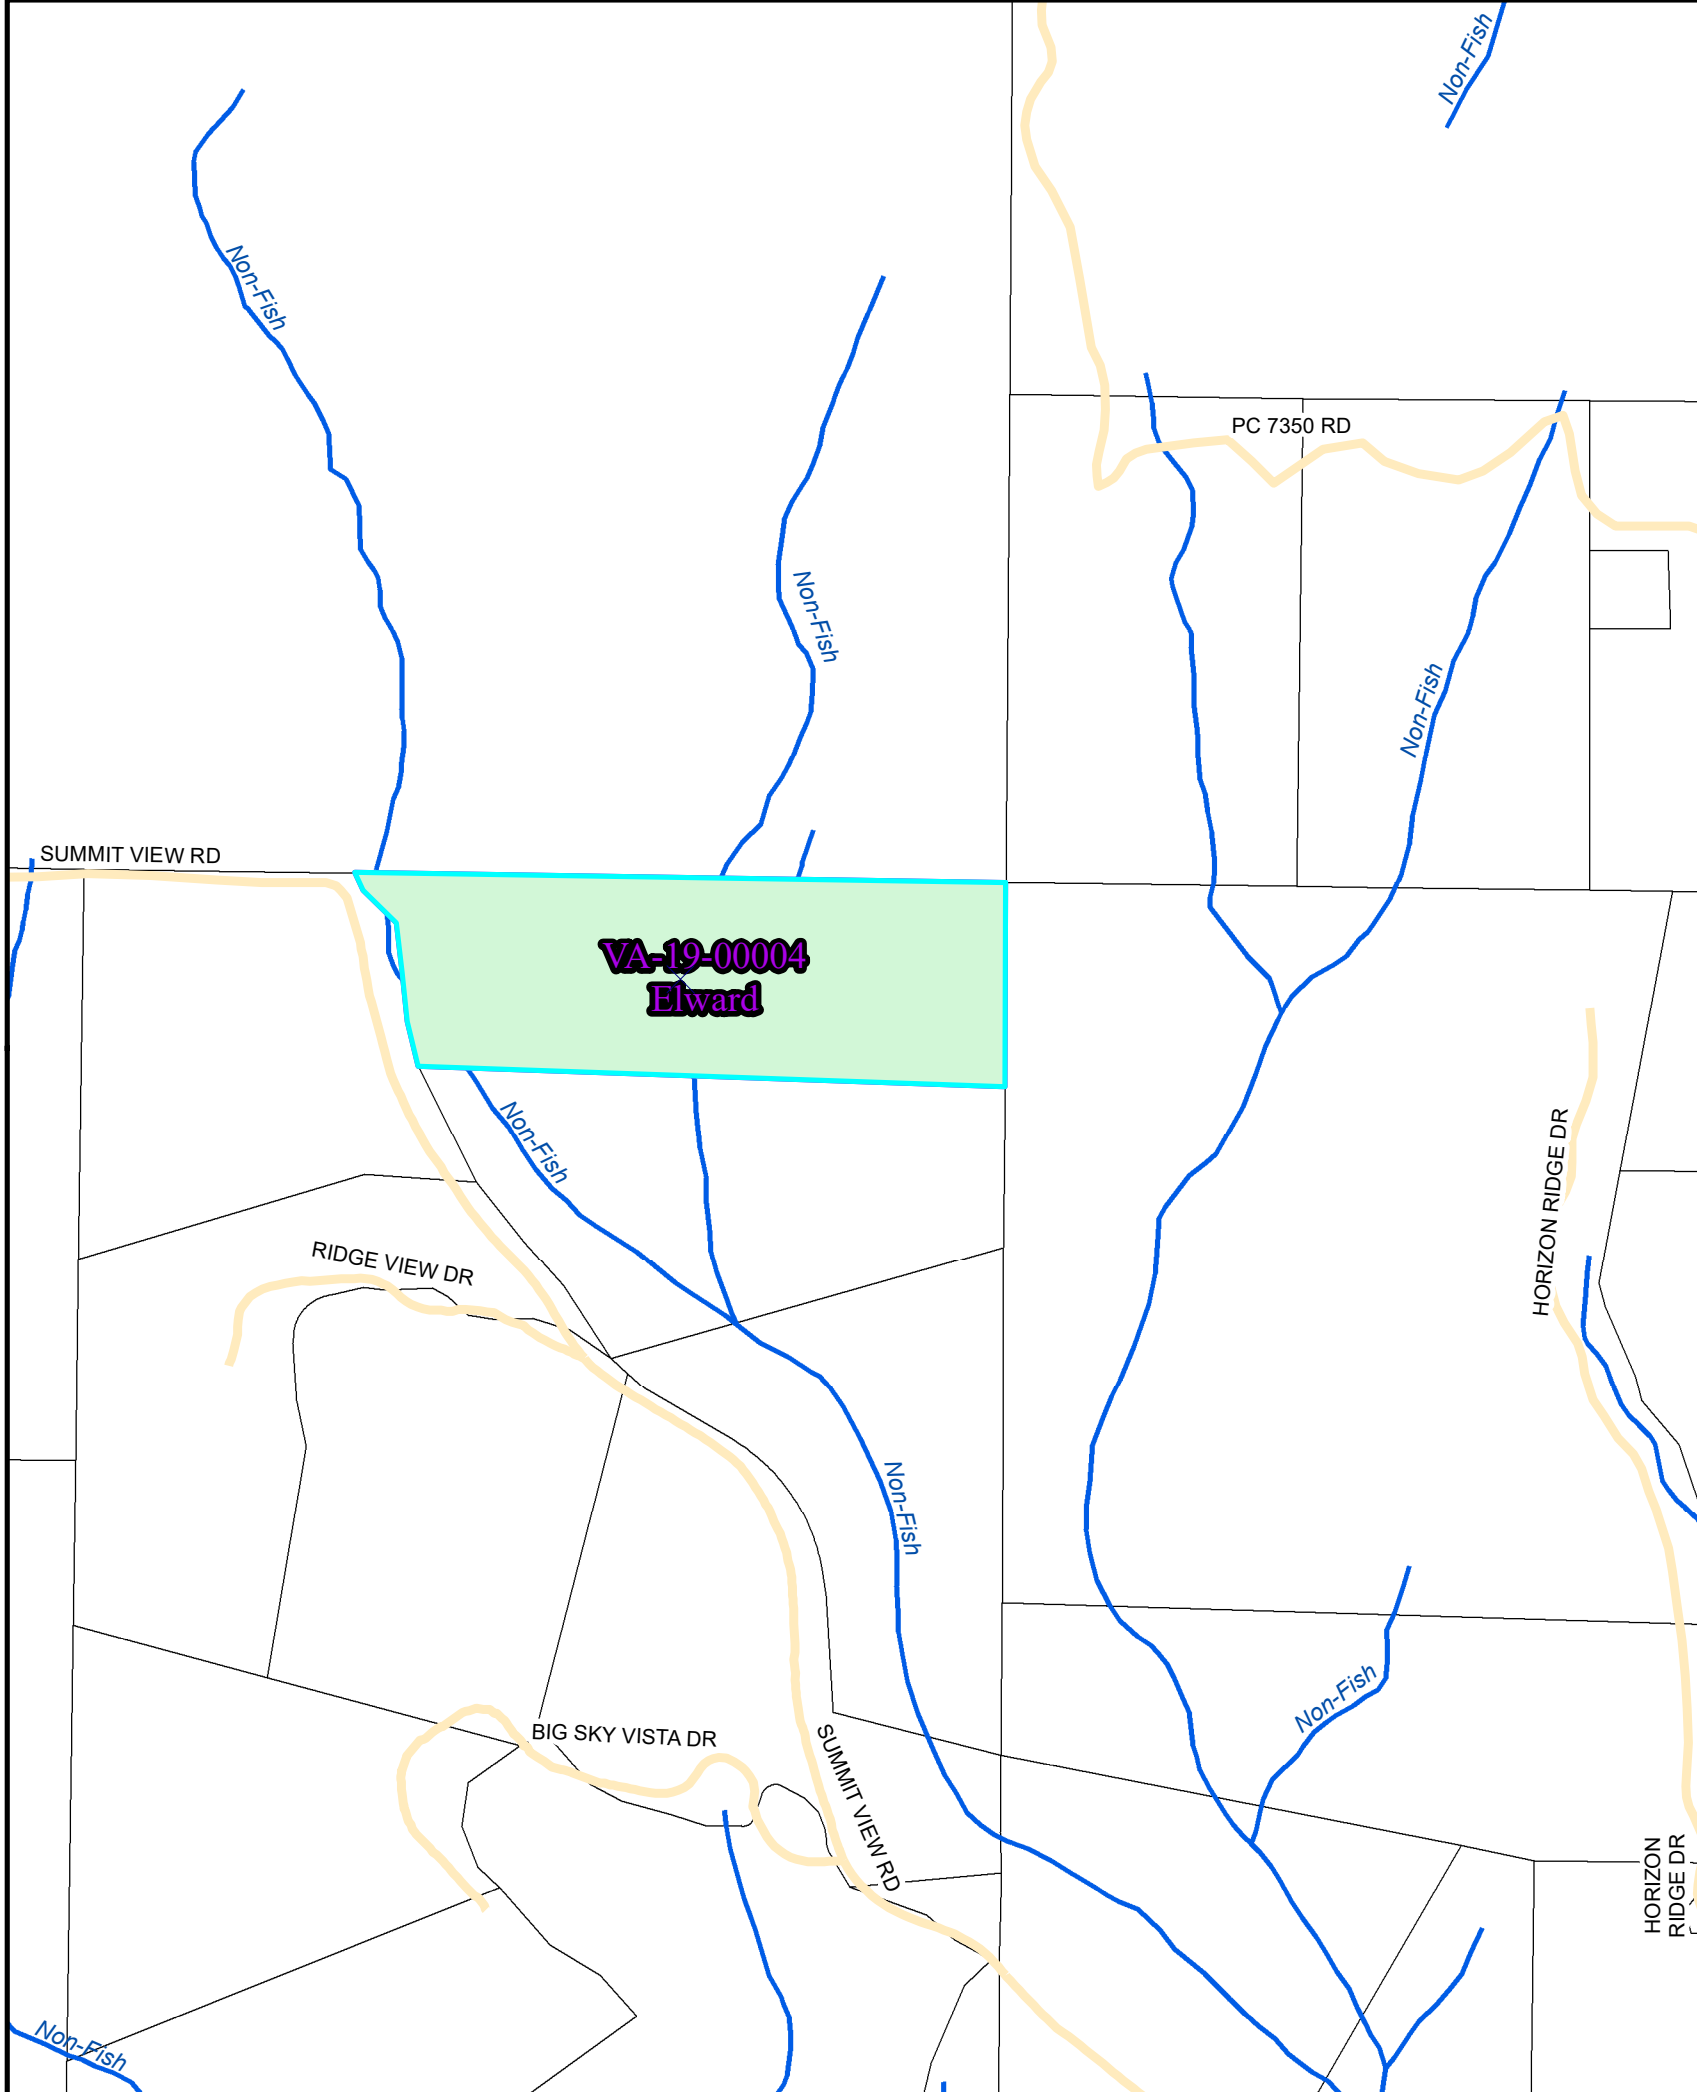 Non-Fish
Non-Fish
PC 7350 RD
Non-Fish
Non-Fish
SUMMIT VIEW RD
VA-19-00004
Elward
Non-Fish
HORIZON RIDGE DR
RIDGE VIEW DR
Non-Fish
Non-Fish
BIG SKY VISTA DR
SUMMIT VIEW RD
HORIZON
RIDGE DR
Non-Fish